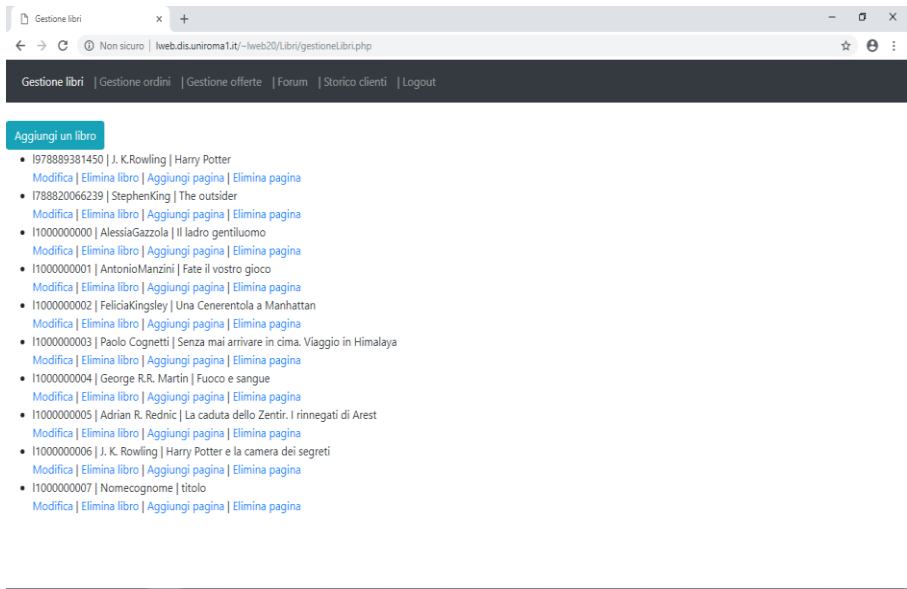 Gestione libri
Non sicuro | lweb.dis.uniroma1.it/~lweb20/Libri/gestioneLibri.php
Gestione libri | Gestione ordini | Gestione offerte | Forum | Storico clienti | Logout
Aggiungi un libro
l978889381450 | J. K.Rowling | Harry Potter
Modifica | Elimina libro | Aggiungi pagina | Elimina pagina
l788820066239 | StephenKing | The outsider
Modifica | Elimina libro | Aggiungi pagina | Elimina pagina
l1000000000 | AlessiaGazzola | Il ladro gentiluomo
Modifica | Elimina libro | Aggiungi pagina | Elimina pagina
l1000000001 | AntonioManzini | Fate il vostro gioco
Modifica | Elimina libro | Aggiungi pagina | Elimina pagina
l1000000002 | FeliciaKingsley | Una Cenerentola a Manhattan
Modifica | Elimina libro | Aggiungi pagina | Elimina pagina
l1000000003 | Paolo Cognetti | Senza mai arrivare in cima. Viaggio in Himalaya
Modifica | Elimina libro | Aggiungi pagina | Elimina pagina
l1000000004 | George R.R. Martin | Fuoco e sangue
Modifica | Elimina libro | Aggiungi pagina | Elimina pagina
l1000000005 | Adrian R. Rednic | La caduta dello Zentir. I rinnegati di Arest
Modifica | Elimina libro | Aggiungi pagina | Elimina pagina
l1000000006 | J. K. Rowling | Harry Potter e la camera dei segreti
Modifica | Elimina libro | Aggiungi pagina | Elimina pagina
l1000000007 | Nomecognome | titolo
Modifica | Elimina libro | Aggiungi pagina | Elimina pagina